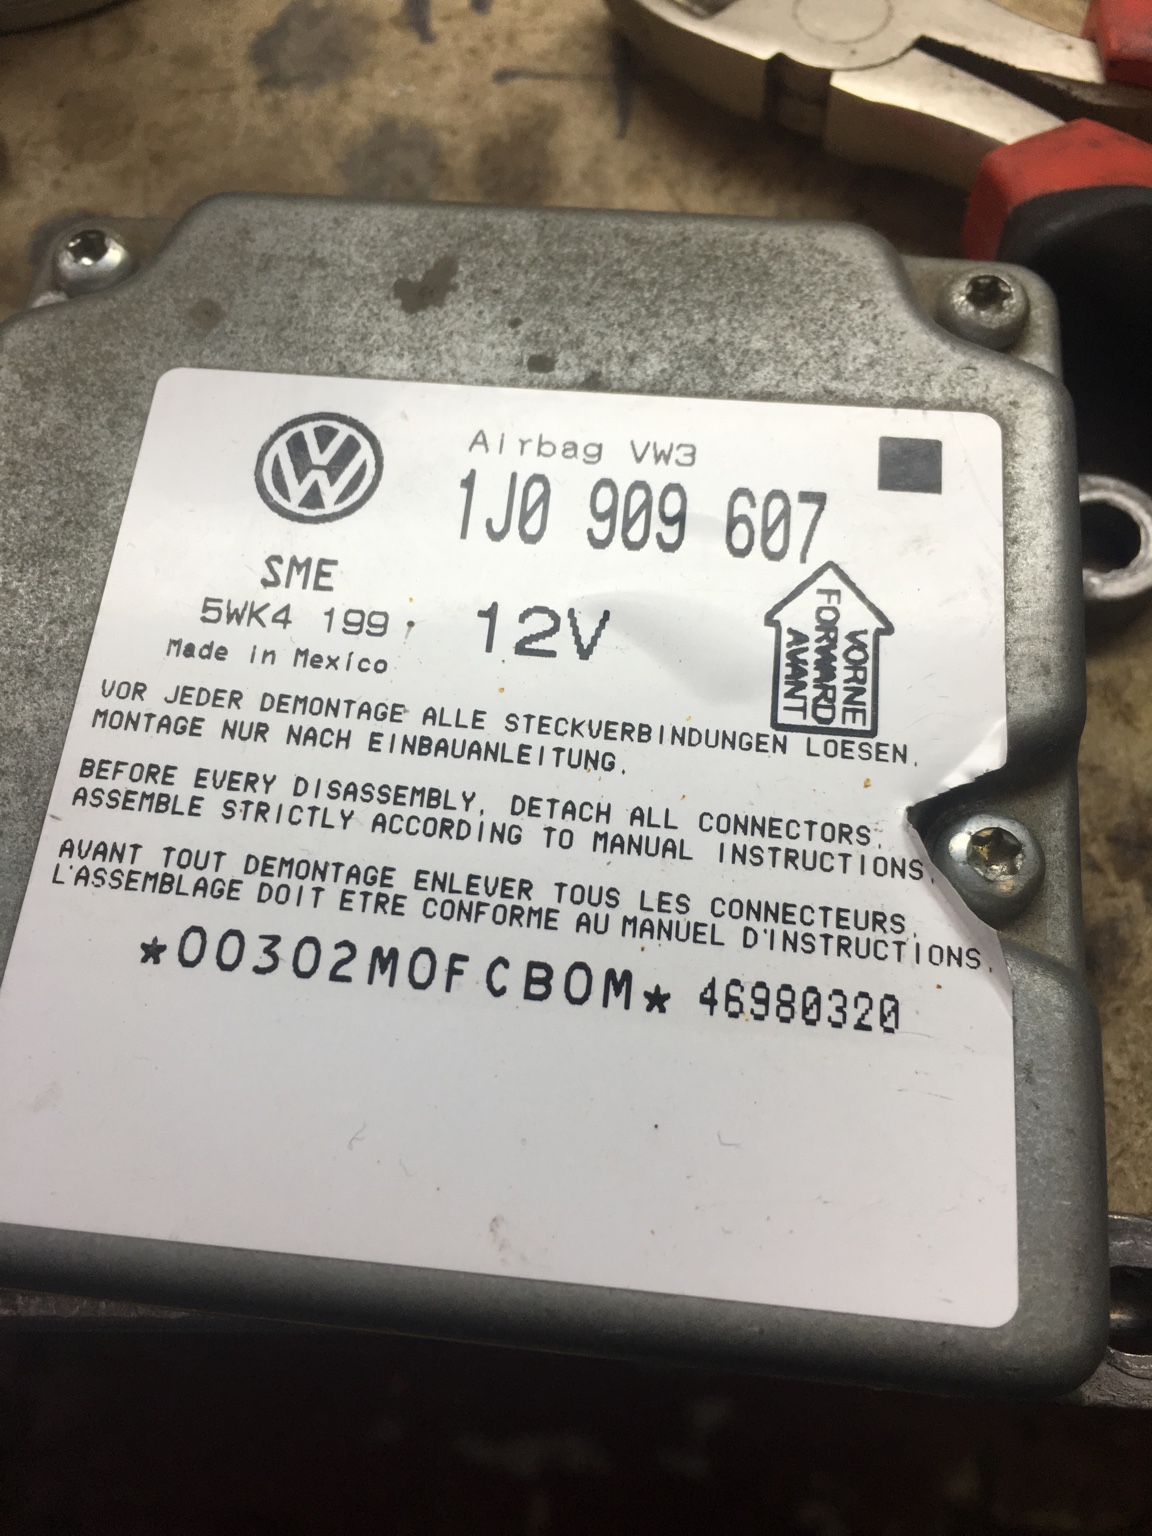 Airbag VW3
1J0 909 607
SME
5WK4 199
12V
Made in Mexico
VORNE
FORWARD
AVANT
VOR JEDER DEMONTAGE ALLE STECKVERBINDUNGEN LOESEN.
MONTAGE NUR NACH EINBAUANLEITUNG.
BEFORE EVERY DISASSEMBLY, DETACH ALL CONNECTORS.
ASSEMBLE STRICTLY ACCORDING TO MANUAL INSTRUCTIONS.
AVANT TOUT DEMONTAGE ENLEVER TOUS LES CONNECTEURS.
L'ASSEMBLAGE DOIT ETRE CONFORME AU MANUEL D'INSTRUCTIONS.
*00302M0FCB0M* 46980320